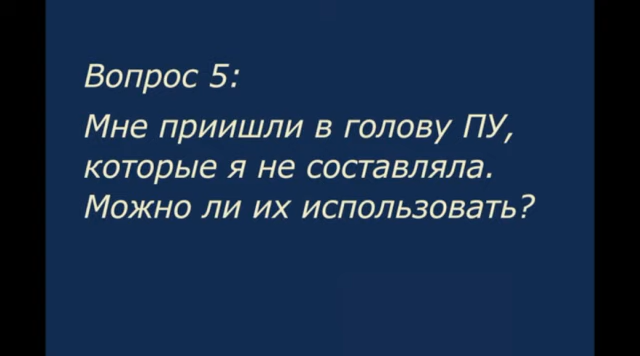 Вопрос 5:
Мне приишли в голову ПУ,
которые я не составляла.
Можно ли их использовать?